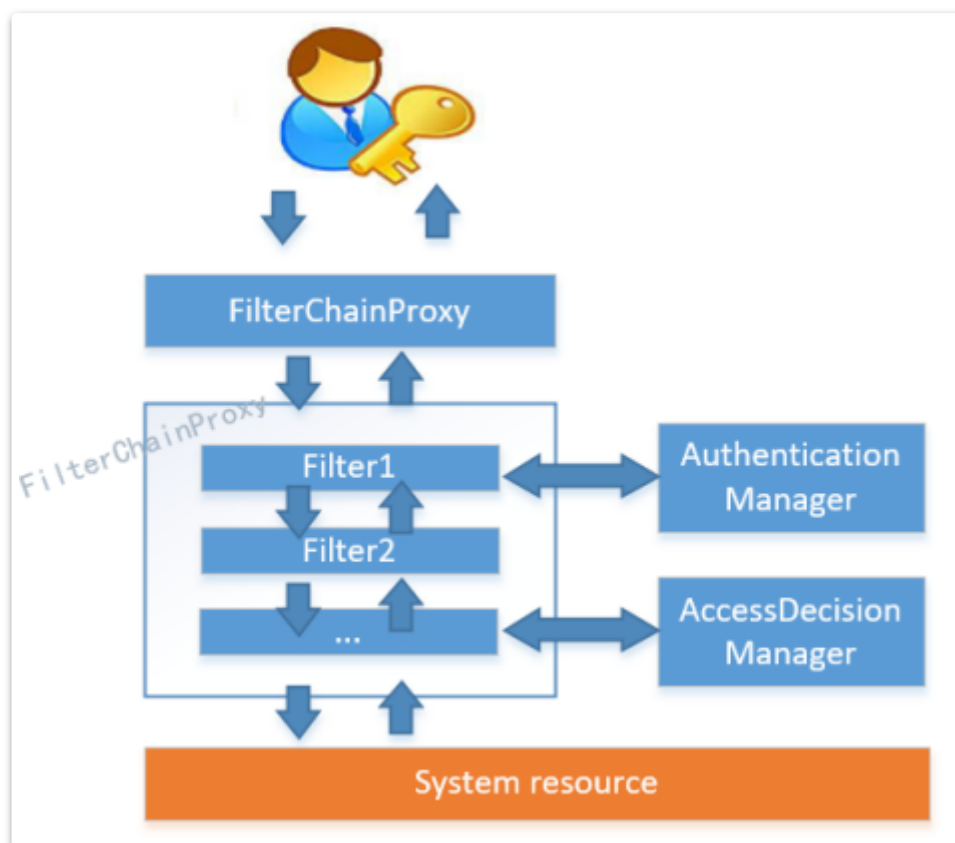 FilterChainProxy
FilterChainProxy
Filter1
Authentication
Manager
Filter2
...
AccessDecision
Manager
System resource